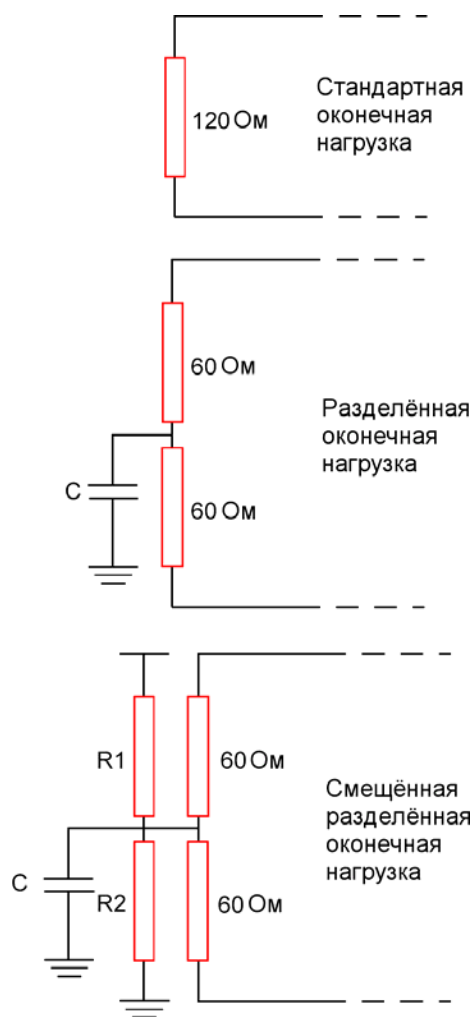 120 Ом
Стандартная
оконечная
нагрузка
60 Ом
C
60 Ом
Разделённая
оконечная
нагрузка
R1
60 Ом
C
R2
60 Ом
Смещённая
разделённая
оконечная
нагрузка